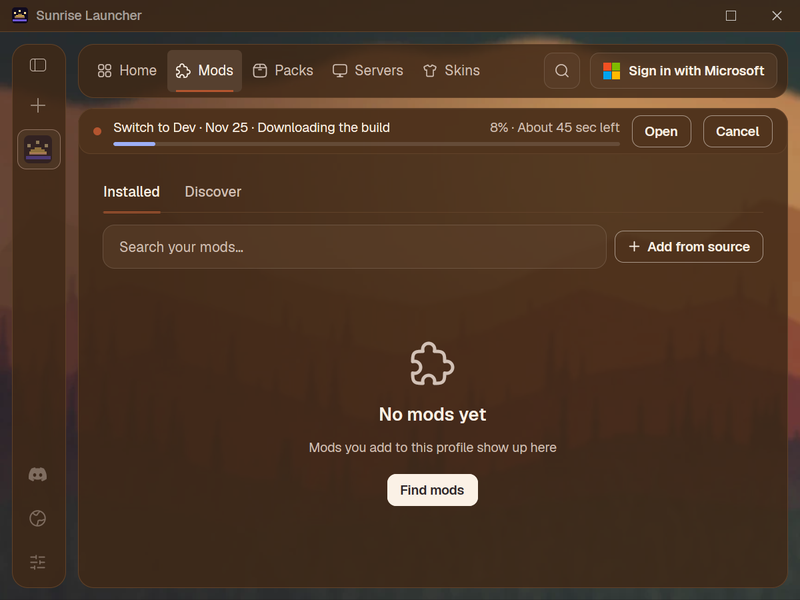 Sunrise Launcher
Home
Mods
Packs
Servers
Skins
Sign in with Microsoft
Switch to Dev · Nov 25 · Downloading the build
8% · About 45 sec left
Open
Cancel
Installed
Discover
Search your mods...
Add from source
No mods yet
Mods you add to this profile show up here
Find mods